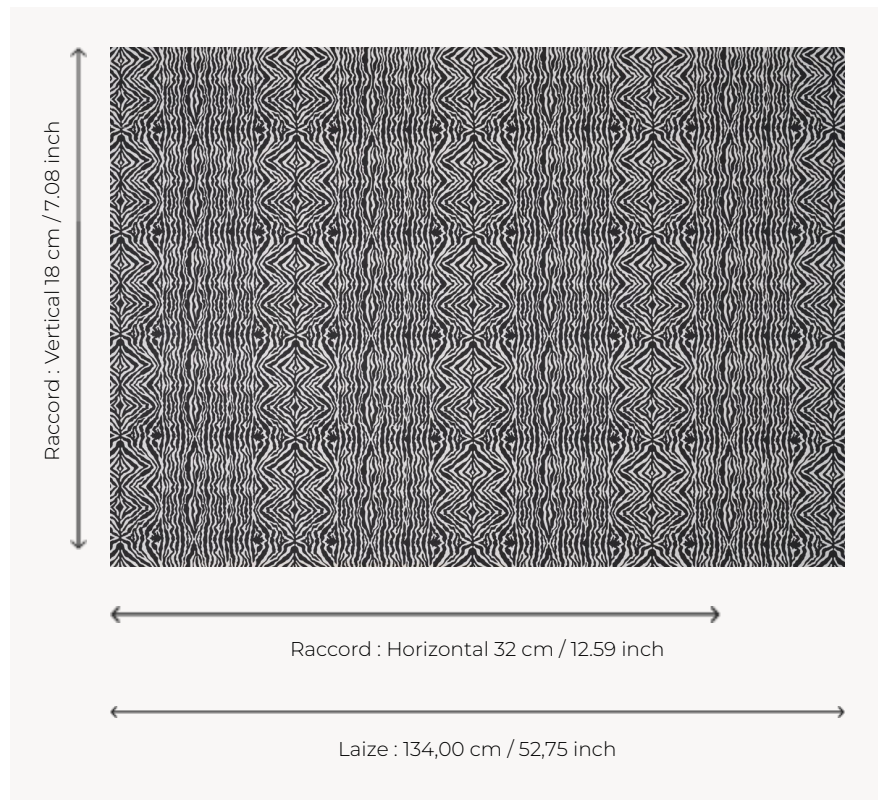 Raccord : Vertical 18 cm / 7.08 inch
Raccord : Horizontal 32 cm / 12.59 inch
Laize : 134,00 cm / 52,75 inch